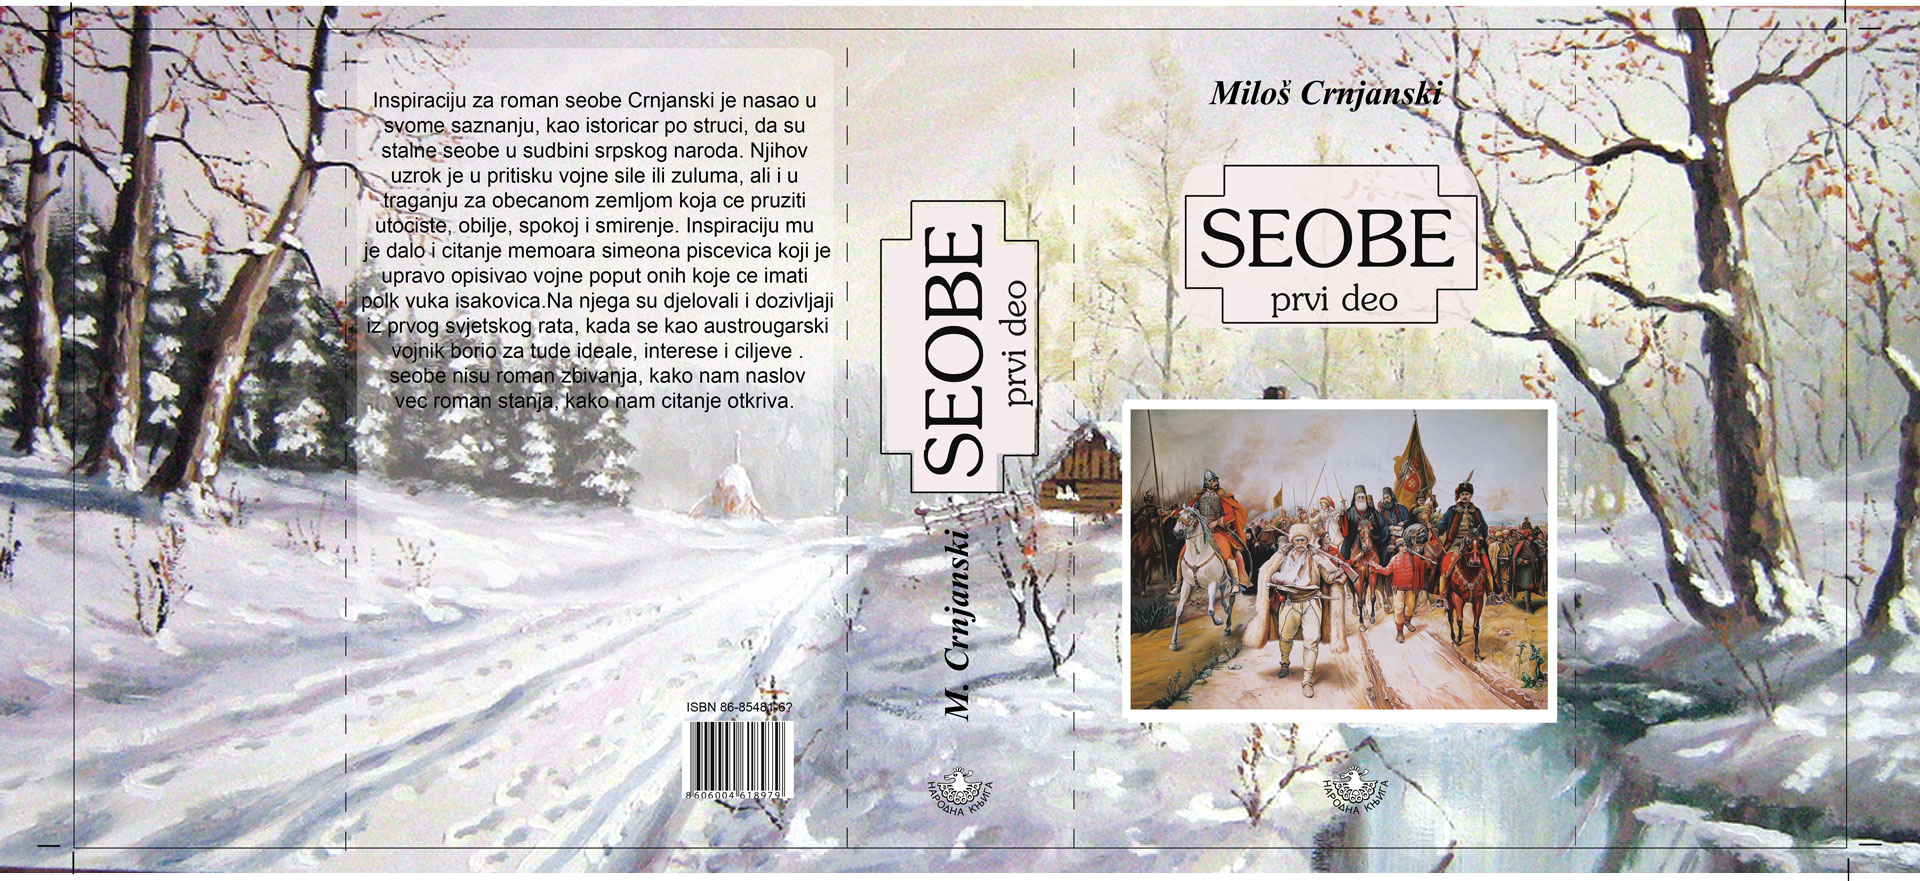 Inspiraciju za roman seobe Crnjanski je nasao u
svome saznanju, kao istoricar po struci, da su
stalne seobe u sudbini srpskog naroda. Njihov
uzrok je u pritisku vojne sile ili zuluma, ali i u
traganju za obecanom zemljom koja ce pruziti
utociste, obilje, spokoj i smirenje. Inspiraciju mu
je dalo i citanje memoara simeona piscevica koji je
upravo opisivao vojne poput onih koje ce imati
polk vuka isakovica.Na njega su djelovali i dozivljaji
iz prvog svjetskog rata, kada se kao austrougarski
vojnik borio za tude ideale, interese i ciljeve .
seobe nisu roman zbivanja, kako nam naslov
vec roman stanja, kako nam citanje otkriva.
ISBN 86-85481-6?
8606004618979
SEOBE
prvi deo
M. Crnjanski
НАРОДНА КЊИГА
Miloš Crnjanski
SEOBE
prvi deo
НАРОДНА КЊИГА